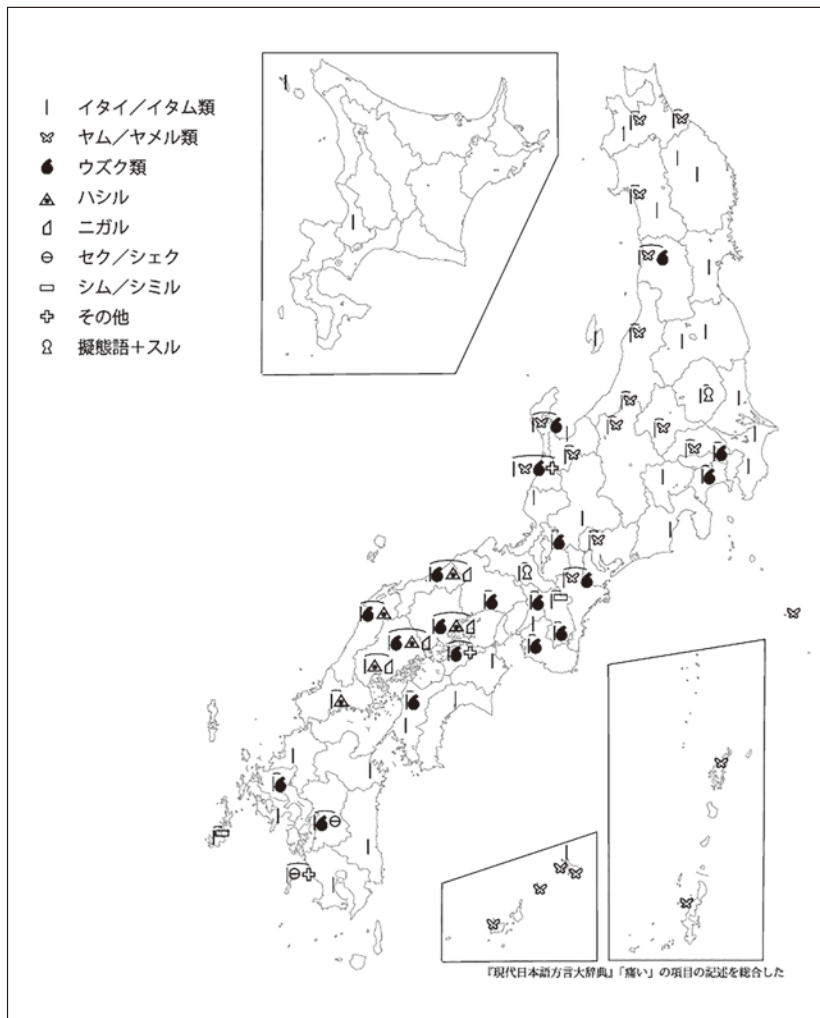 イタイ／イタム類
ヤム／ヤメル類
ウズク類
ハシル
ニガル
セク／シェク
シム／シミル
その他
擬態語＋スル
『現代日本語方言大辞典』「痛い」の項目の記述を総合した